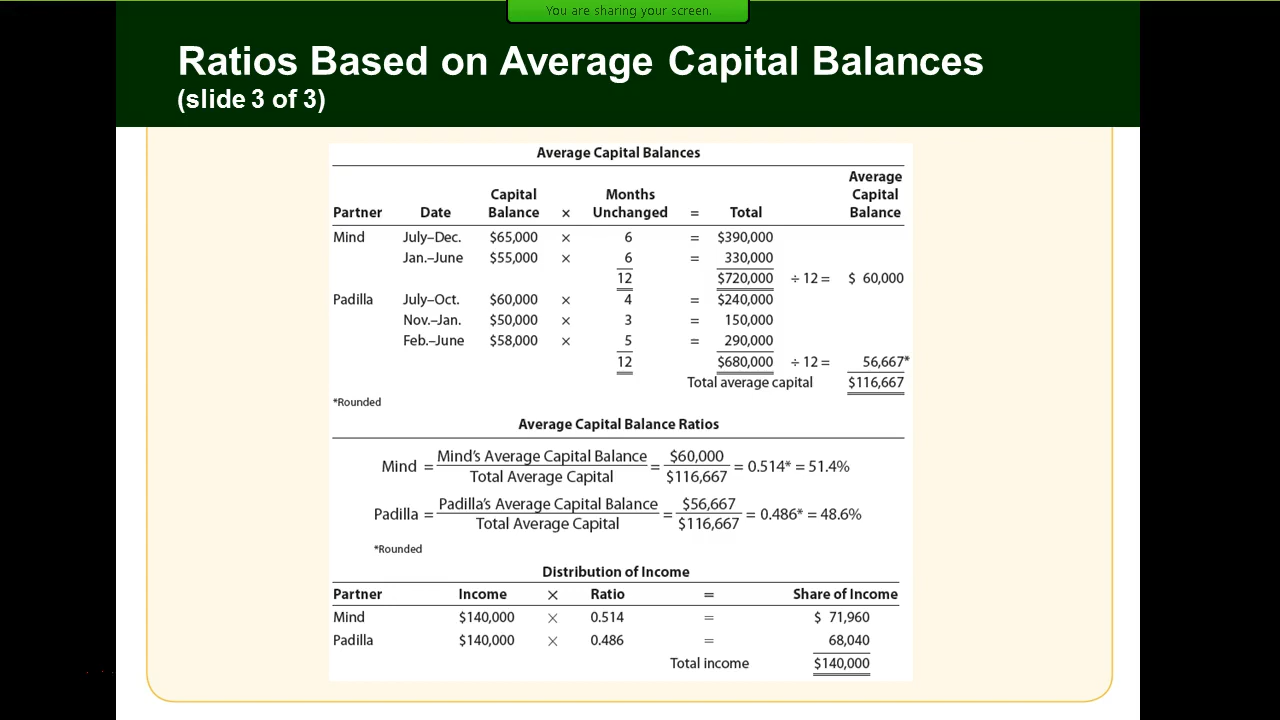 You are sharing your screen.
Ratios Based on Average Capital Balances
(slide 3 of 3)
Average Capital Balances
Average
Capital Months Capital
Partner Date Balance × Unchanged = Total Balance
Mind July–Dec. $65,000 × 6 = $390,000
Jan.–June $55,000 × 6 = 330,000
12 $720,000 ÷ 12 = $ 60,000
Padilla July–Oct. $60,000 × 4 = $240,000
Nov.–Jan. $50,000 × 3 = 150,000
Feb.–June $58,000 × 5 = 290,000
12 $680,000 ÷ 12 = 56,667*
Total average capital $116,667
*Rounded
Average Capital Balance Ratios
Mind = Mind's Average Capital Balance / Total Average Capital = $60,000 / $116,667 = 0.514* = 51.4%
Padilla = Padilla's Average Capital Balance / Total Average Capital = $56,667 / $116,667 = 0.486* = 48.6%
*Rounded
Distribution of Income
Partner Income × Ratio = Share of Income
Mind $140,000 × 0.514 = $ 71,960
Padilla $140,000 × 0.486 = 68,040
Total income $140,000